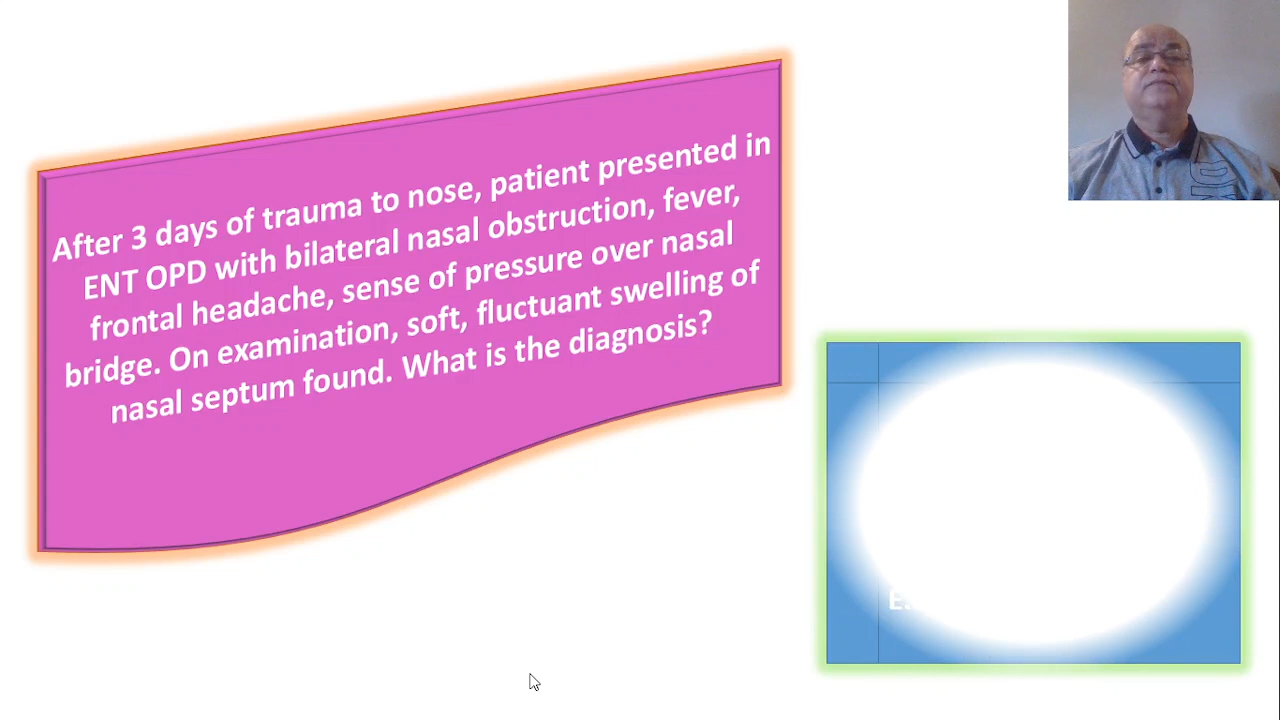 After 3 days of trauma to nose, patient presented in
ENT OPD with bilateral nasal obstruction, fever,
frontal headache, sense of pressure over nasal
bridge. On examination, soft, fluctuant swelling of
nasal septum found. What is the diagnosis?